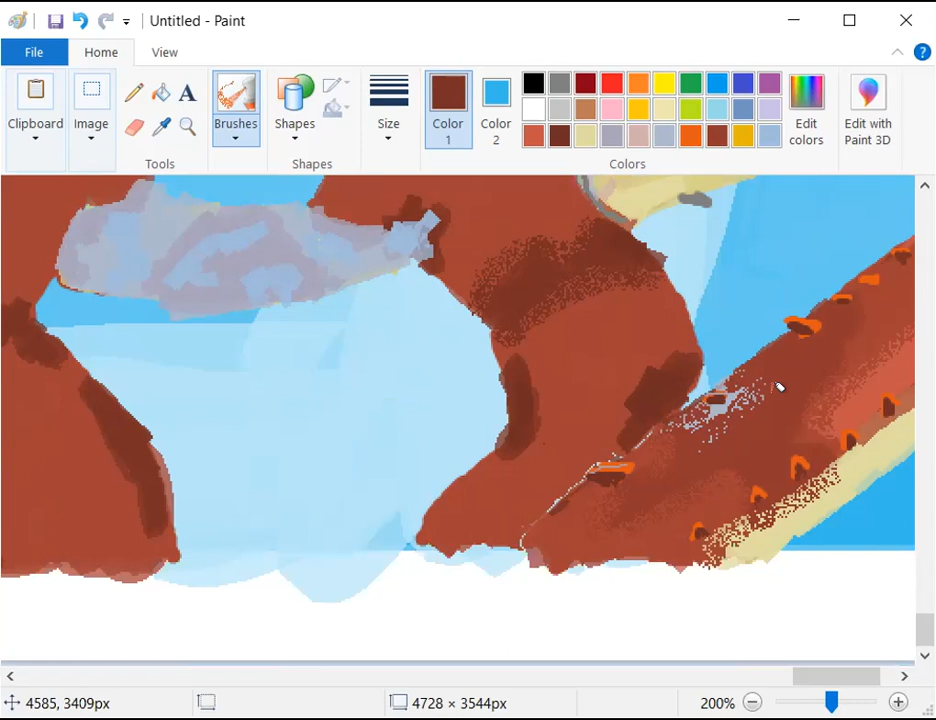 Untitled - Paint
File
Home
View
?
A
Clipboard
Image
Tools
Brushes
Shapes
Shapes
Size
Color
1
Color
2
Colors
Edit
colors
Edit with
Paint 3D
4585, 3409px
4728 × 3544px
200%